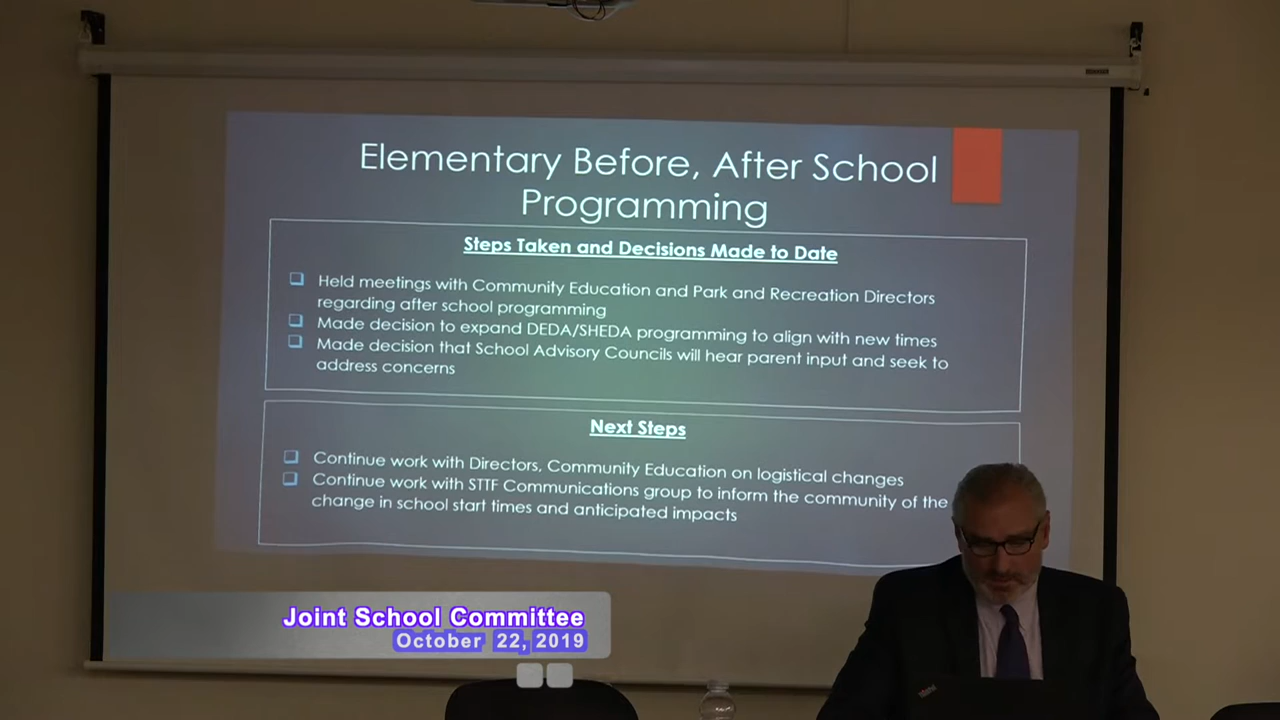 Elementary Before, After School
Programming
Steps Taken and Decisions Made to Date
❑ Held meetings with Community Education and Park and Recreation Directors
regarding after school programming
❑ Made decision to expand DEDA/SHEDA programming to align with new times
❑ Made decision that School Advisory Councils will hear parent input and seek to
address concerns
Next Steps
❑ Continue work with Directors, Community Education on logistical changes
❑ Continue work with STTF Communications group to inform the community of the
change in school start times and anticipated impacts
Joint School Committee
October 22, 2019